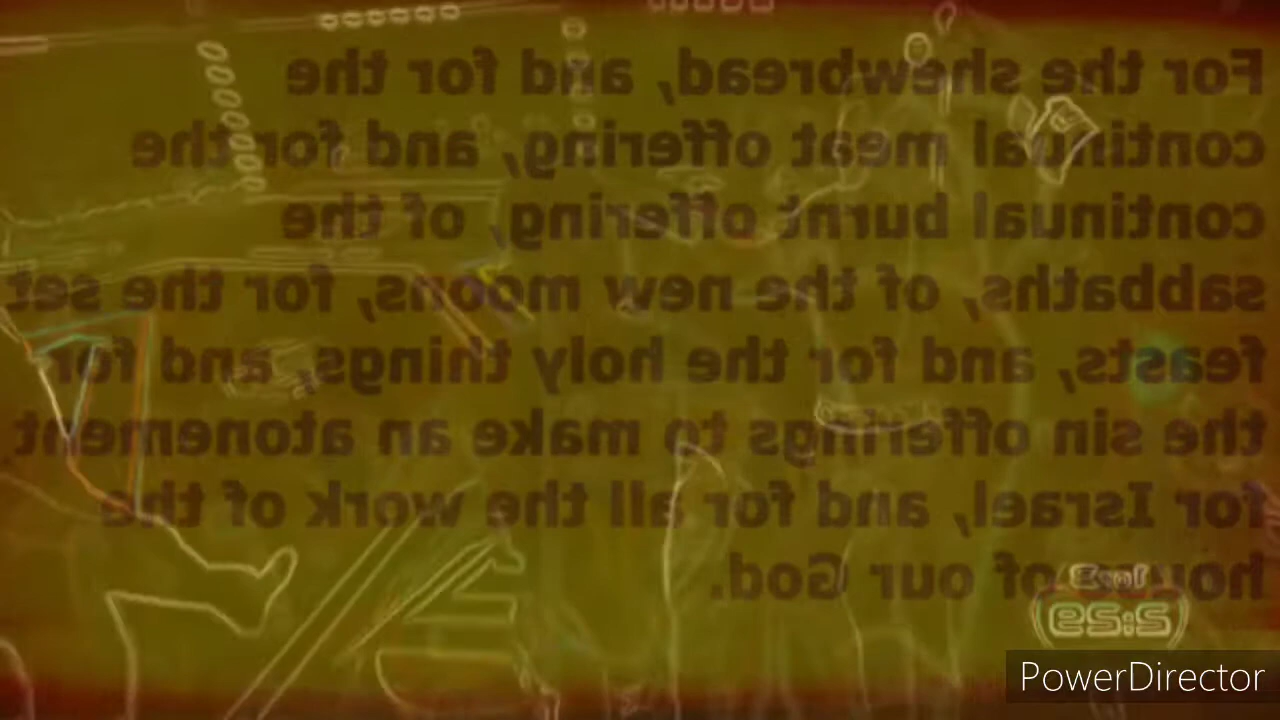 For the shewbread, and for the
continual meat offering, and for the
continual burnt offering, of the
sabbaths, of the new moons, for the set
feasts, and for the holy things, and for
the sin offerings to make an atonement
for Israel, and for all the work of the
house of our God.
PowerDirector